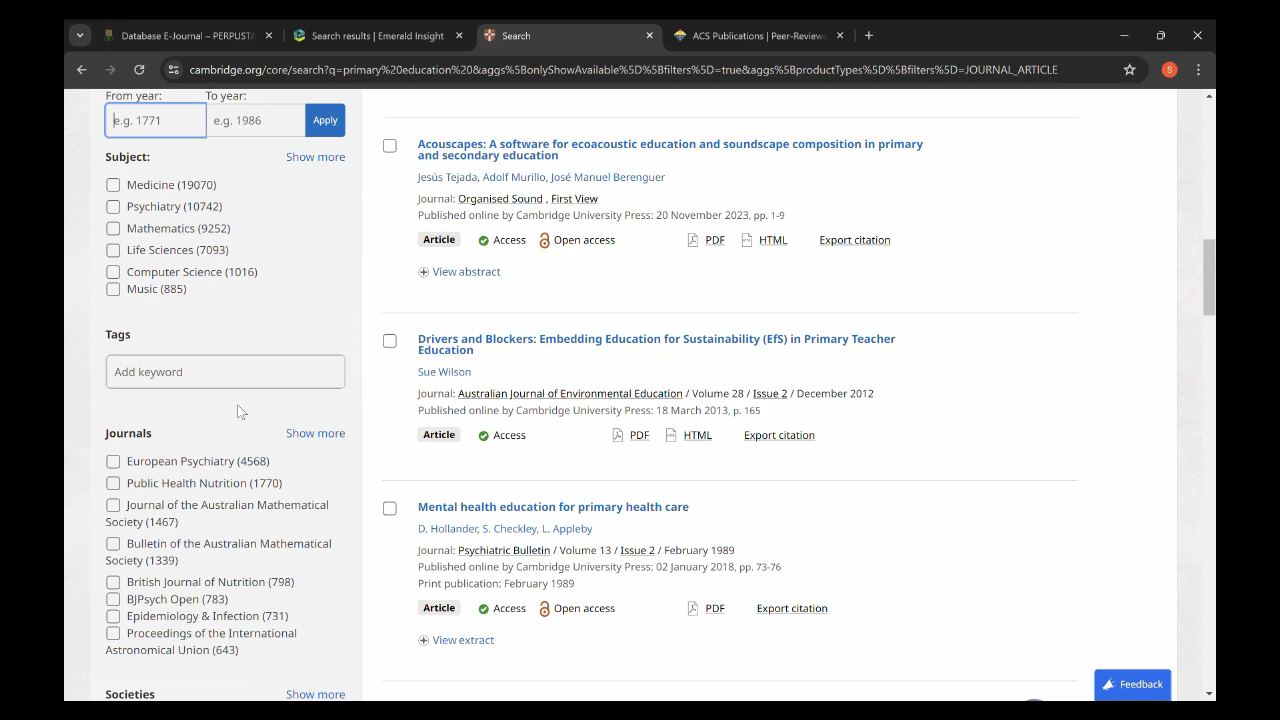 Database E-Journal – PERPUSTA
Search results | Emerald Insight
Search
ACS Publications | Peer-Review
cambridge.org/core/search?q=primary%20education%20&aggs%5BonlyShowAvailable%5D%5Bfilters%5D=true&aggs%5BproductTypes%5D%5Bfilters%5D=JOURNAL_ARTICLE
S
From year:
To year:
e.g. 1771
e.g. 1986
Apply
Subject:
Show more
Medicine (19070)
Psychiatry (10742)
Mathematics (9252)
Life Sciences (7093)
Computer Science (1016)
Music (885)
Tags
Add keyword
Journals
Show more
European Psychiatry (4568)
Public Health Nutrition (1770)
Journal of the Australian Mathematical
Society (1467)
Bulletin of the Australian Mathematical
Society (1339)
British Journal of Nutrition (798)
BJPsych Open (783)
Epidemiology & Infection (731)
Proceedings of the International
Astronomical Union (643)
Societies
Show more
Acouscapes: A software for ecoacoustic education and soundscape composition in primary
and secondary education
Jesús Tejada, Adolf Murillo, José Manuel Berenguer
Journal: Organised Sound , First View
Published online by Cambridge University Press: 20 November 2023, pp. 1-9
Article Access Open access PDF HTML Export citation
View abstract
Drivers and Blockers: Embedding Education for Sustainability (EfS) in Primary Teacher
Education
Sue Wilson
Journal: Australian Journal of Environmental Education / Volume 28 / Issue 2 / December 2012
Published online by Cambridge University Press: 18 March 2013, p. 165
Article Access PDF HTML Export citation
Mental health education for primary health care
D. Hollander, S. Checkley, L. Appleby
Journal: Psychiatric Bulletin / Volume 13 / Issue 2 / February 1989
Published online by Cambridge University Press: 02 January 2018, pp. 73-76
Print publication: February 1989
Article Access Open access PDF Export citation
View extract
Feedback